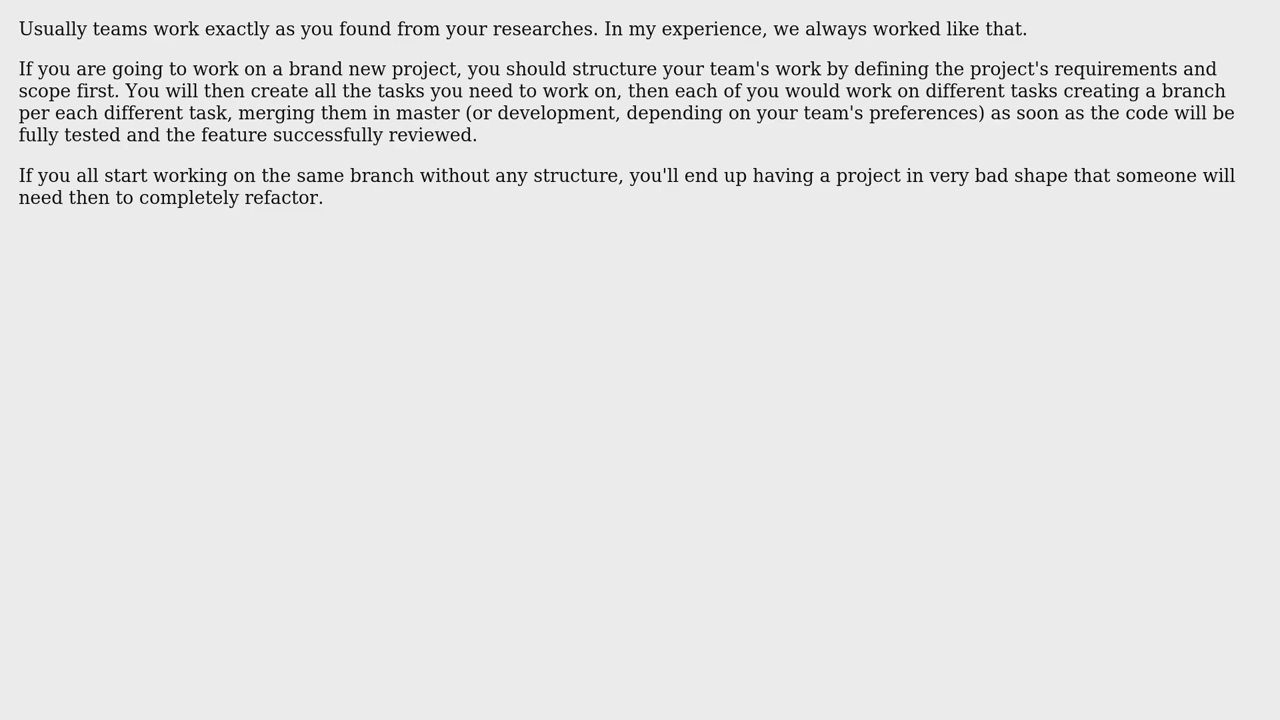 Usually teams work exactly as you found from your researches. In my experience, we always worked like that.
If you are going to work on a brand new project, you should structure your team's work by defining the project's requirements and
scope first. You will then create all the tasks you need to work on, then each of you would work on different tasks creating a branch
per each different task, merging them in master (or development, depending on your team's preferences) as soon as the code will be
fully tested and the feature successfully reviewed.
If you all start working on the same branch without any structure, you'll end up having a project in very bad shape that someone will
need then to completely refactor.